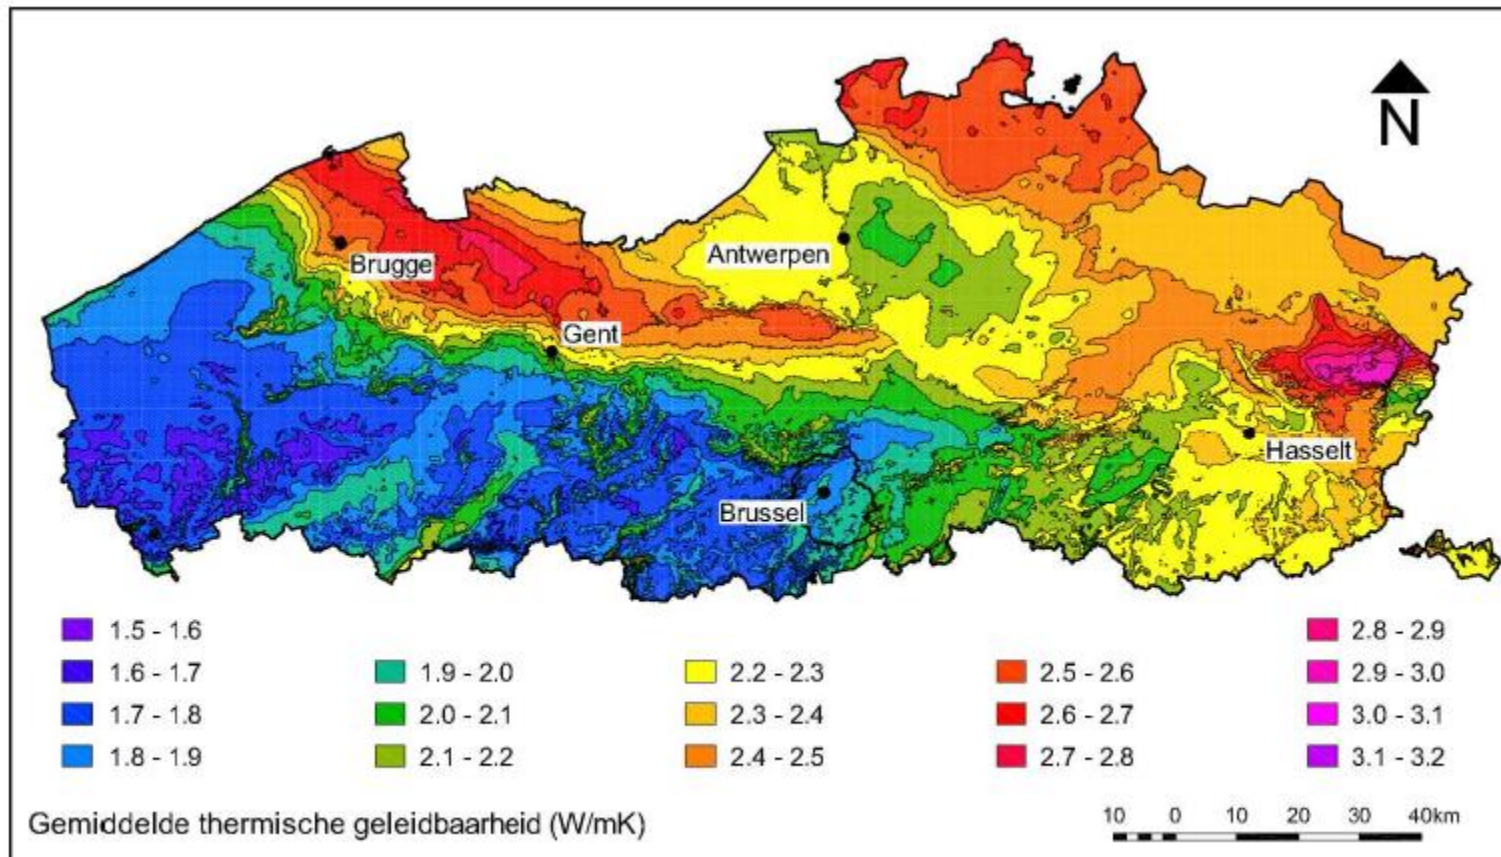 N
Brugge
Antwerpen
Gent
Hasselt
Brussel
1.5 - 1.6
2.8 - 2.9
1.6 - 1.7
1.9 - 2.0
2.2 - 2.3
2.5 - 2.6
2.9 - 3.0
1.7 - 1.8
2.0 - 2.1
2.3 - 2.4
2.6 - 2.7
3.0 - 3.1
1.8 - 1.9
2.1 - 2.2
2.4 - 2.5
2.7 - 2.8
3.1 - 3.2
Gemiddelde thermische geleidbaarheid (W/mK)
10 0 10 20 30 40km